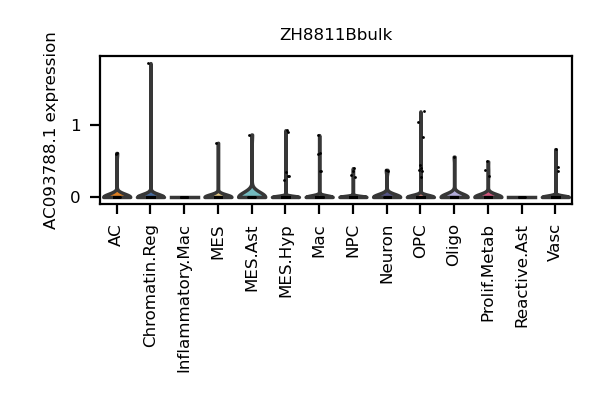 ZH8811Bbulk
AC093788.1 expression
1
0
AC
Chromatin.Reg
Inflammatory.Mac
MES
MES.Ast
MES.Hyp
Mac
NPC
Neuron
OPC
Oligo
Prolif.Metab
Reactive.Ast
Vasc